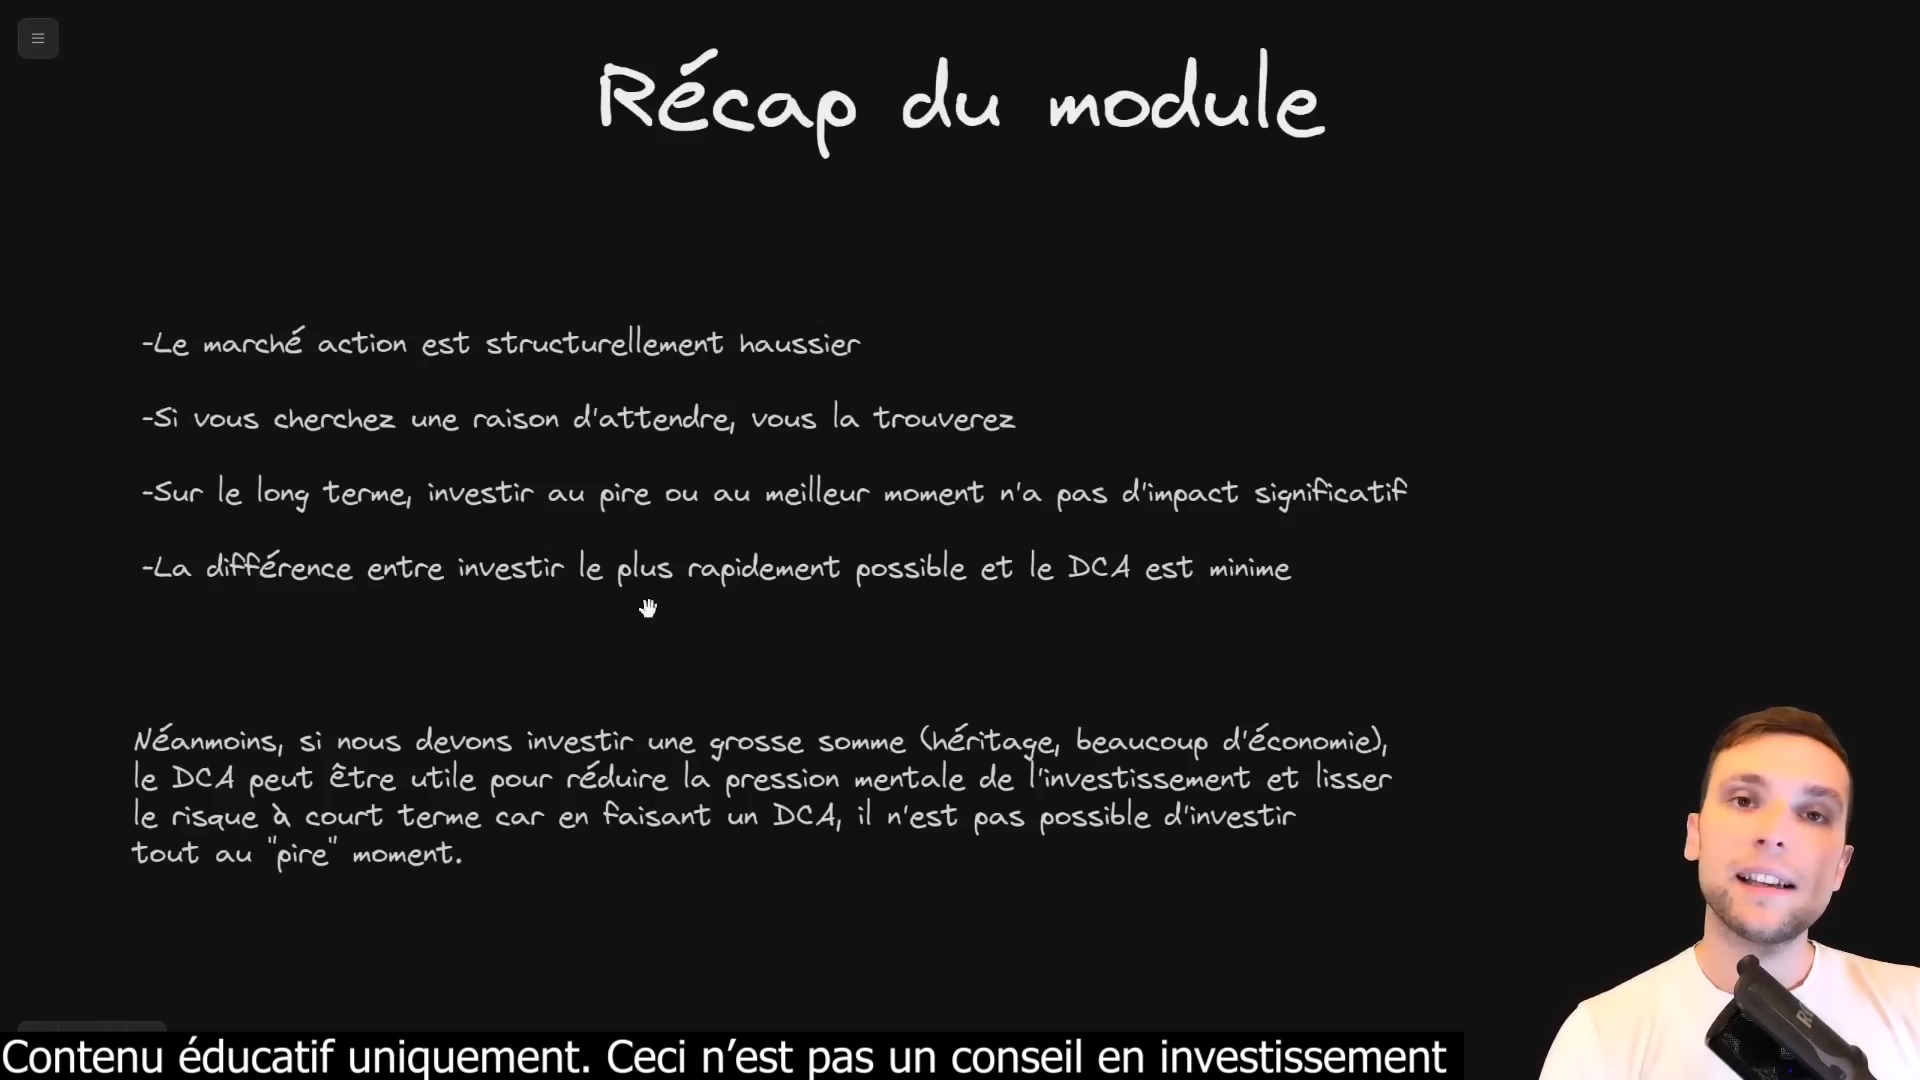 Récap du module
-Le marché action est structurellement haussier
-Si vous cherchez une raison d'attendre, vous la trouverez
-Sur le long terme, investir au pire ou au meilleur moment n'a pas d'impact significatif
-La différence entre investir le plus rapidement possible et le DCA est minime
Néanmoins, si nous devons investir une grosse somme (héritage, beaucoup d'économie),
le DCA peut être utile pour réduire la pression mentale de l'investissement et lisser
le risque à court terme car en faisant un DCA, il n'est pas possible d'investir
tout au "pire" moment.
Contenu éducatif uniquement. Ceci n’est pas un conseil en investissement